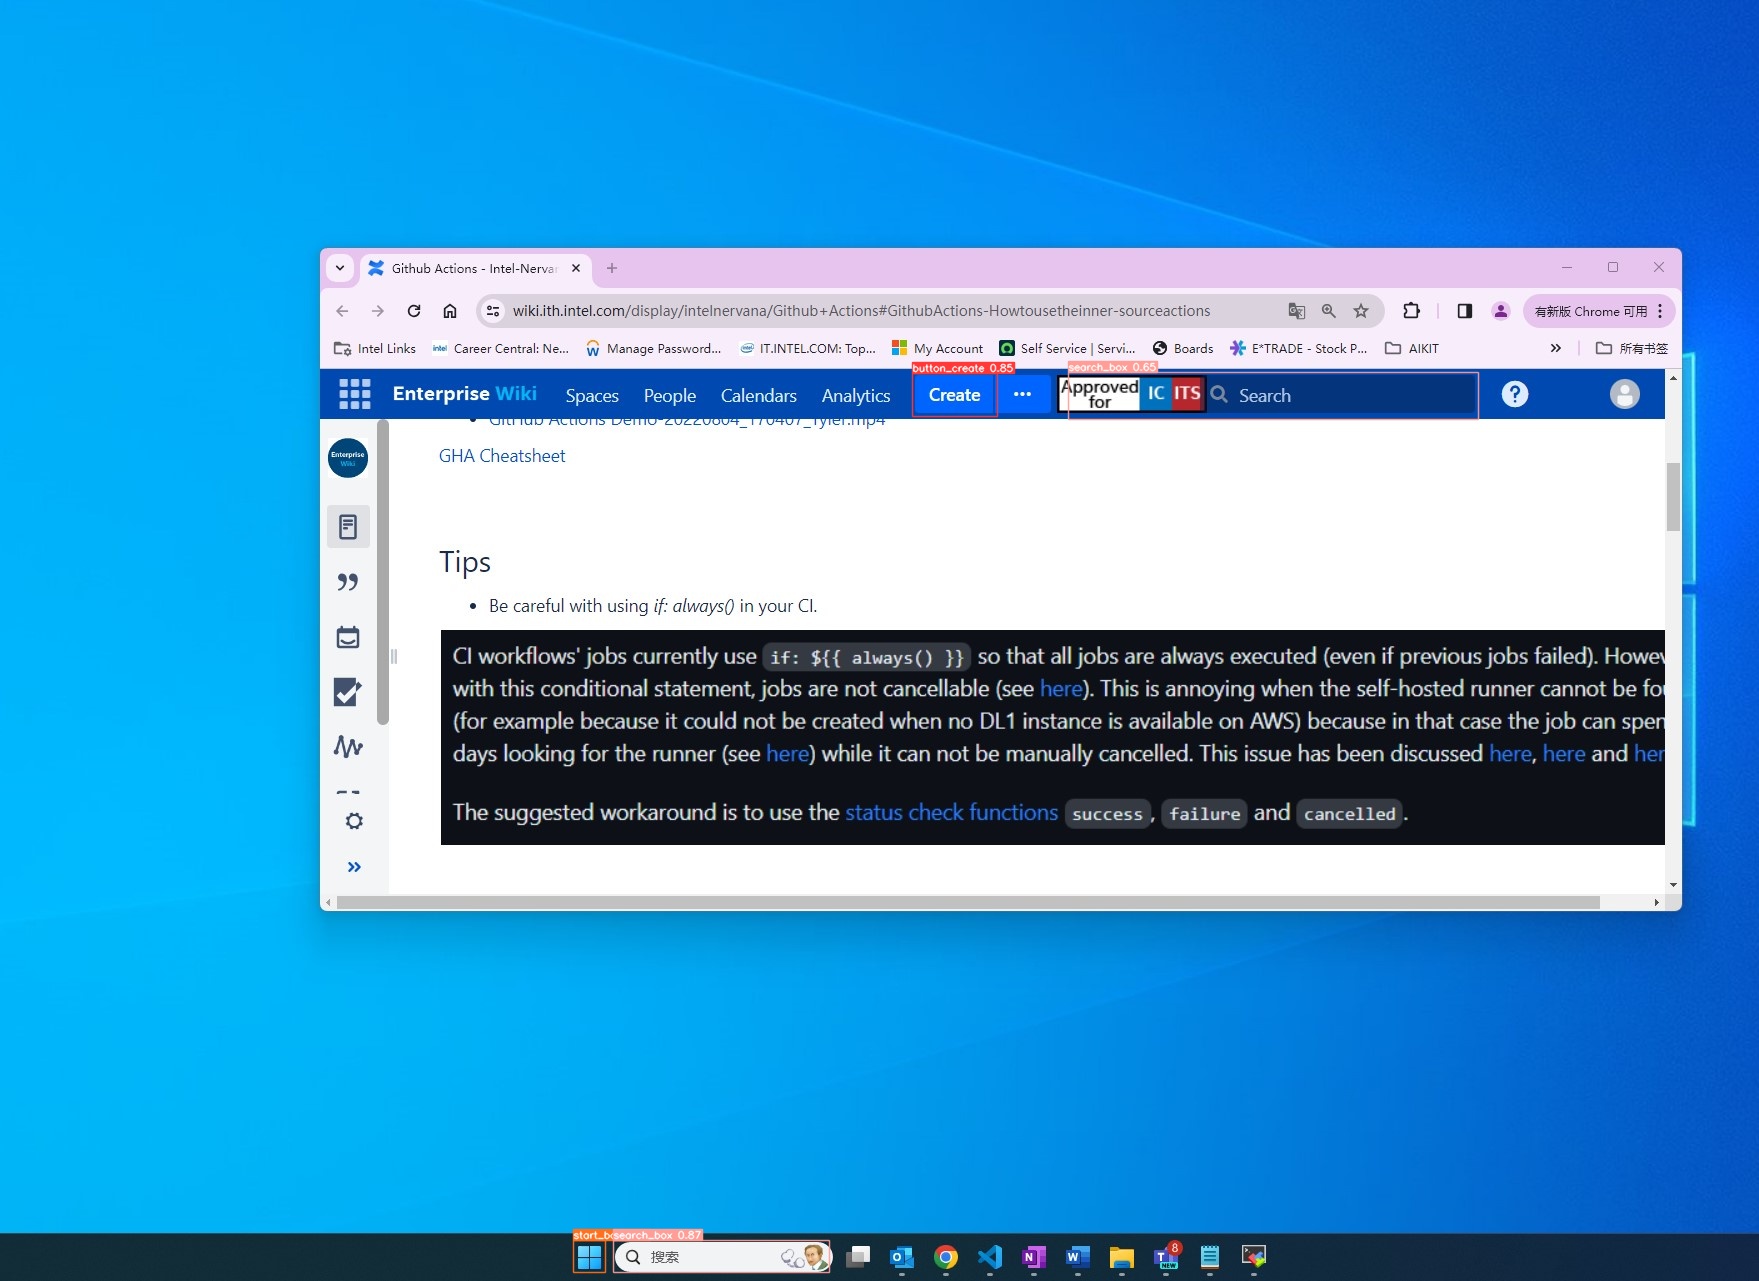 Github Actions - Intel-Nerva
wiki.ith.intel.com/display/intelnervana/Github+Actions#GithubActions-Howtousetheinner-sourceactions
有新版 Chrome 可用
Intel Links
intel Career Central: Ne...
Manage Password...
IT.INTEL.COM: Top...
My Account
Self Service | Servi...
Boards
E*TRADE - Stock P...
AIKIT
所有书签
button_create 0.85
search_box 0.65
Enterprise Wiki
Spaces
People
Calendars
Analytics
Create
Approved for IC ITS
Search
GitHub Actions Demo-20220804_170407_Tyler.mp4
Enterprise Wiki
GHA Cheatsheet
Tips
Be careful with using if: always() in your CI.
CI workflows' jobs currently use if: ${{ always() }} so that all jobs are always executed (even if previous jobs failed). Howev
with this conditional statement, jobs are not cancellable (see here). This is annoying when the self-hosted runner cannot be fou
(for example because it could not be created when no DL1 instance is available on AWS) because in that case the job can spen
days looking for the runner (see here) while it can not be manually cancelled. This issue has been discussed here, here and her
The suggested workaround is to use the status check functions success, failure and cancelled.
start_b
search_box 0.87
搜索
8
NEW